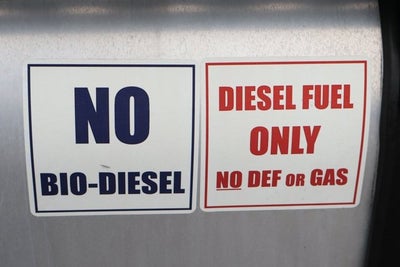 NO
BIO-DIESEL
DIESEL FUEL
ONLY
NO DEF OR GAS